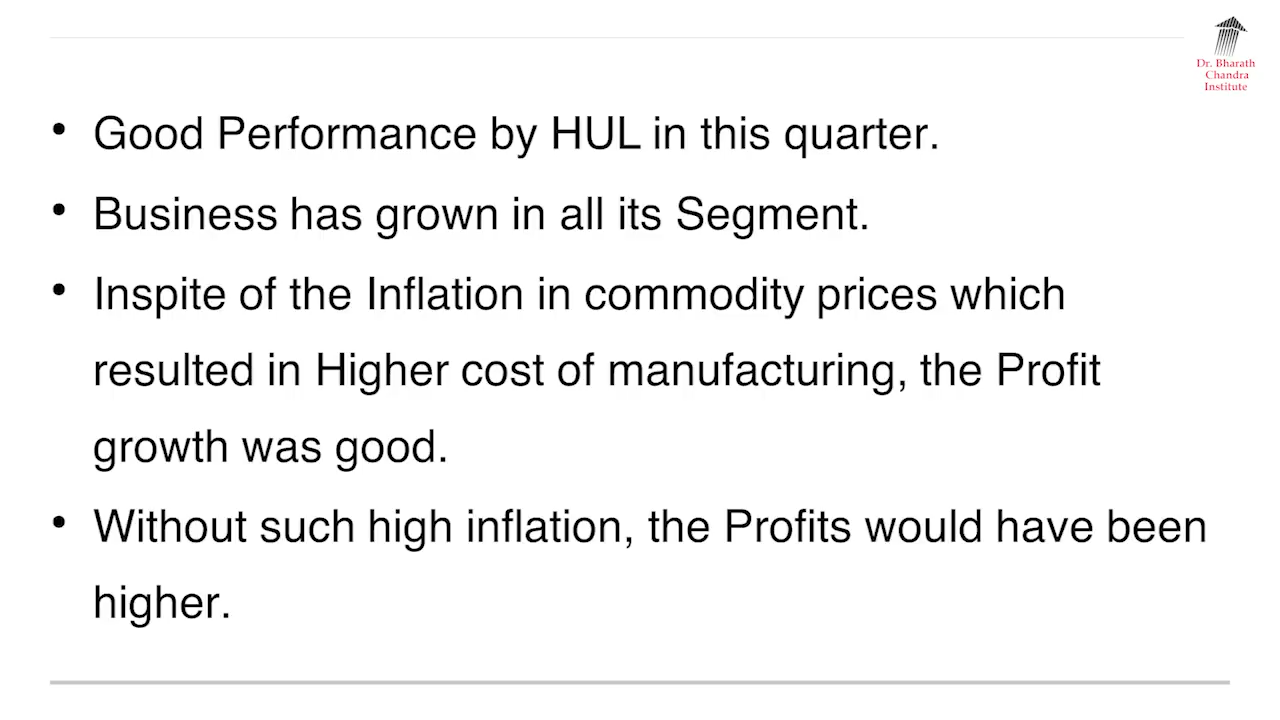 Dr. Bharath
Chandra
Institute
• Good Performance by HUL in this quarter.
• Business has grown in all its Segment.
• Inspite of the Inflation in commodity prices which
resulted in Higher cost of manufacturing, the Profit
growth was good.
• Without such high inflation, the Profits would have been
higher.